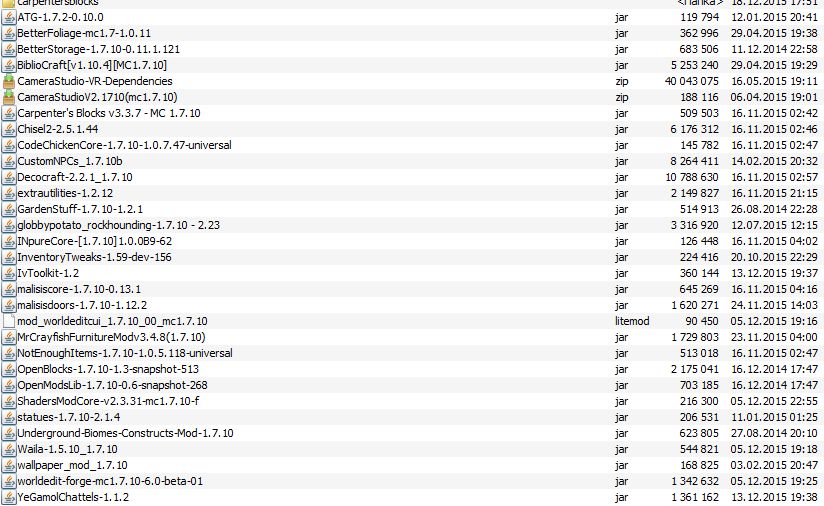 carpentersblocks <Папка> 18.12.2015 17:51
ATG-1.7.2-0.10.0 jar 119 794 12.01.2015 20:41
BetterFoliage-mc1.7-1.0.11 jar 362 996 29.04.2015 19:38
BetterStorage-1.7.10-0.11.1.121 jar 683 506 11.12.2014 22:58
BiblioCraft[v1.10.4][MC1.7.10] jar 5 253 240 29.04.2015 19:29
CameraStudio-VR-Dependencies zip 40 043 075 16.05.2015 19:11
CameraStudioV2.1710(mc1.7.10) zip 188 116 06.04.2015 19:01
Carpenter's Blocks v3.3.7 - MC 1.7.10 jar 509 503 16.11.2015 02:42
Chisel2-2.5.1.44 jar 6 176 312 16.11.2015 02:46
CodeChickenCore-1.7.10-1.0.7.47-universal jar 145 782 16.11.2015 02:47
CustomNPCs_1.7.10b jar 8 264 411 14.02.2015 20:32
Decocraft-2.2.1_1.7.10 jar 10 788 630 16.11.2015 02:57
extrautilities-1.2.12 jar 2 149 827 16.11.2015 21:15
GardenStuff-1.7.10-1.2.1 jar 514 913 26.08.2014 22:28
globbypotato_rockhounding-1.7.10 - 2.23 jar 3 316 920 12.07.2015 12:15
INpureCore-[1.7.10]1.0.0B9-62 jar 126 448 16.11.2015 04:02
InventoryTweaks-1.59-dev-156 jar 224 416 20.10.2015 22:29
IvToolkit-1.2 jar 360 144 13.12.2015 19:37
malisiscore-1.7.10-0.13.1 jar 645 269 16.11.2015 04:16
malisisdoors-1.7.10-1.12.2 jar 1 620 271 24.11.2015 14:03
mod_worldeditcui_1.7.10_00_mc1.7.10 litemod 90 450 05.12.2015 19:16
MrCrayfishFurnitureModv3.4.8(1.7.10) jar 1 729 803 23.11.2015 04:00
NotEnoughItems-1.7.10-1.0.5.118-universal jar 513 018 16.11.2015 02:47
OpenBlocks-1.7.10-1.3-snapshot-513 jar 2 175 041 16.12.2014 17:47
OpenModsLib-1.7.10-0.6-snapshot-268 jar 703 185 16.12.2014 17:47
ShadersModCore-v2.3.31-mc1.7.10-f jar 216 300 05.12.2015 22:55
statues-1.7.10-2.1.4 jar 206 531 11.01.2015 01:25
Underground-Biomes-Constructs-Mod-1.7.10 jar 623 805 27.08.2014 20:10
Waila-1.5.10_1.7.10 jar 544 821 05.12.2015 19:18
wallpaper_mod_1.7.10 jar 168 825 03.02.2015 20:47
worldedit-forge-mc1.7.10-6.0-beta-01 jar 1 342 632 05.12.2015 19:25
YeGamolChattels-1.1.2 jar 1 361 162 13.12.2015 19:38